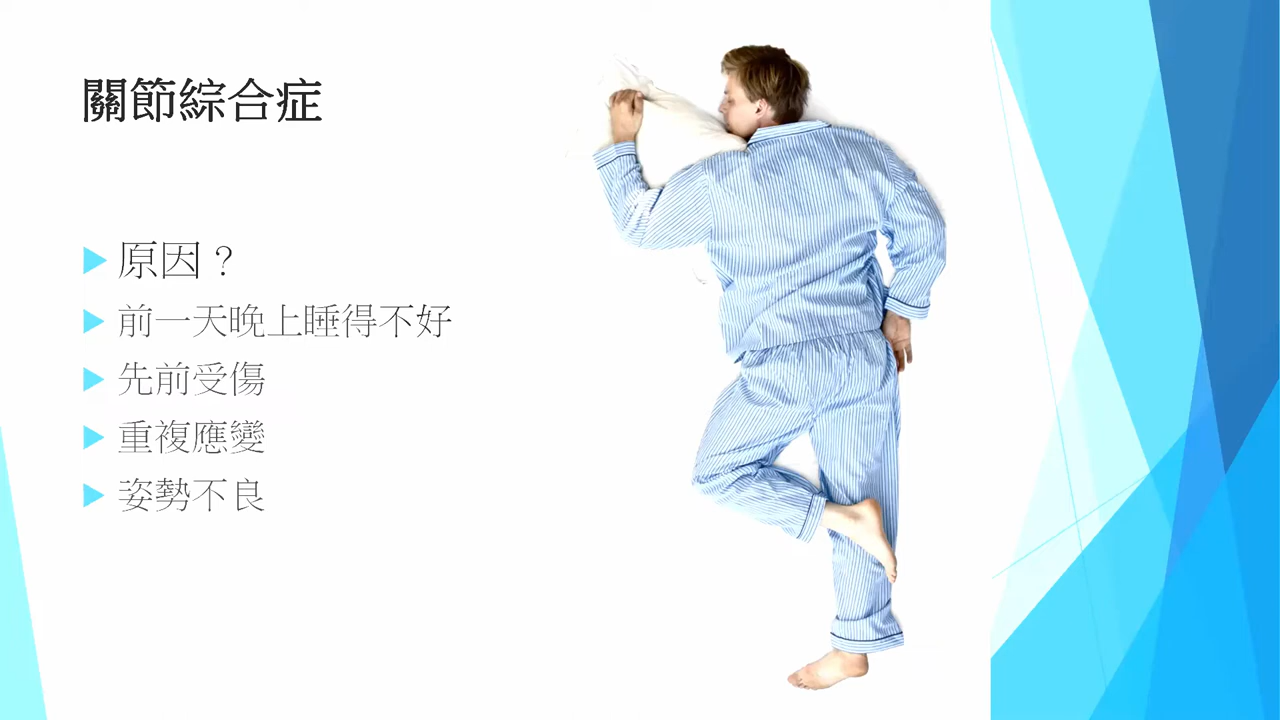 關節綜合症
原因？
前一天晚上睡得不好
先前受傷
重複應變
姿勢不良